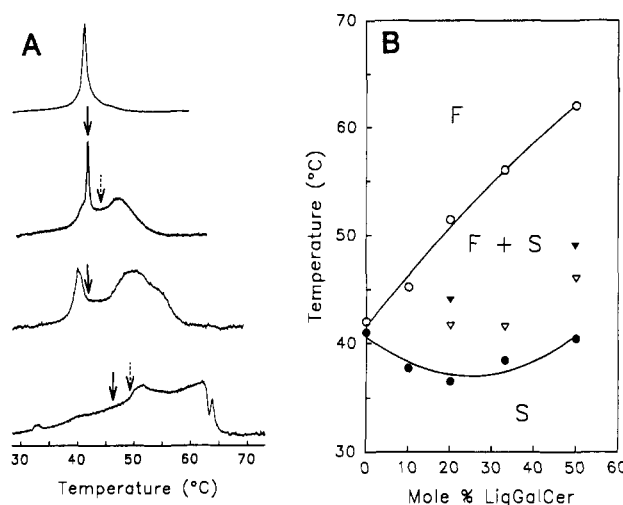 A
30 40 50 60 70
Temperature (°C)
B
70
60
50
40
30
Temperature (°C)
F
F + S
S
0 10 20 30 40 50 60
Mole % LigGalCer